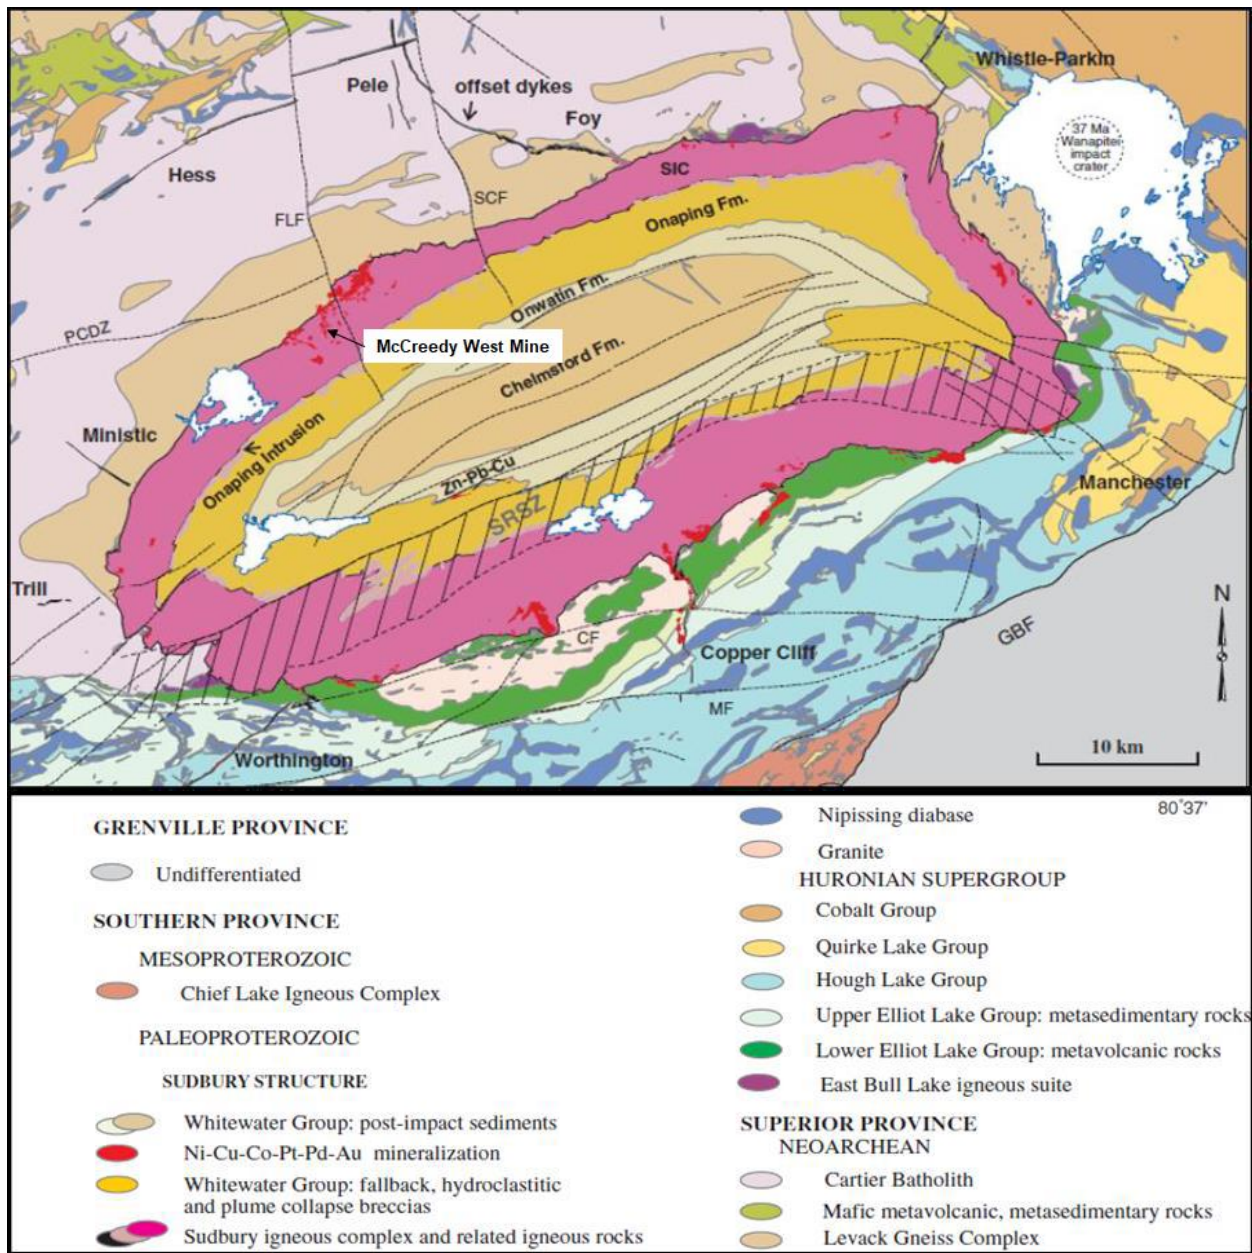 Whistle-Parkin
Pele
offset dykes
Foy
37 Ma
Wanapitei
impact
crater
Hess
SIC
SCF
FLF
Onaping Fm.
Onwatin Fm.
PCDZ
McCreedy West Mine
Chelmsford Fm.
Ministic
Onaping Intrusion
Zn-Pb-Cu
SRSZ
Manchester
Trill
N
CF
GBF
Copper Cliff
MF
Worthington
10 km
GRENVILLE PROVINCE
Undifferentiated
SOUTHERN PROVINCE
MESOPROTEROZOIC
Chief Lake Igneous Complex
PALEOPROTEROZOIC
SUDBURY STRUCTURE
Whitewater Group: post-impact sediments
Ni-Cu-Co-Pt-Pd-Au mineralization
Whitewater Group: fallback, hydroclastitic
and plume collapse breccias
Sudbury igneous complex and related igneous rocks
80°37'
Nipissing diabase
Granite
HURONIAN SUPERGROUP
Cobalt Group
Quirke Lake Group
Hough Lake Group
Upper Elliot Lake Group: metasedimentary rocks
Lower Elliot Lake Group: metavolcanic rocks
East Bull Lake igneous suite
SUPERIOR PROVINCE
NEOARCHEAN
Cartier Batholith
Mafic metavolcanic, metasedimentary rocks
Levack Gneiss Complex